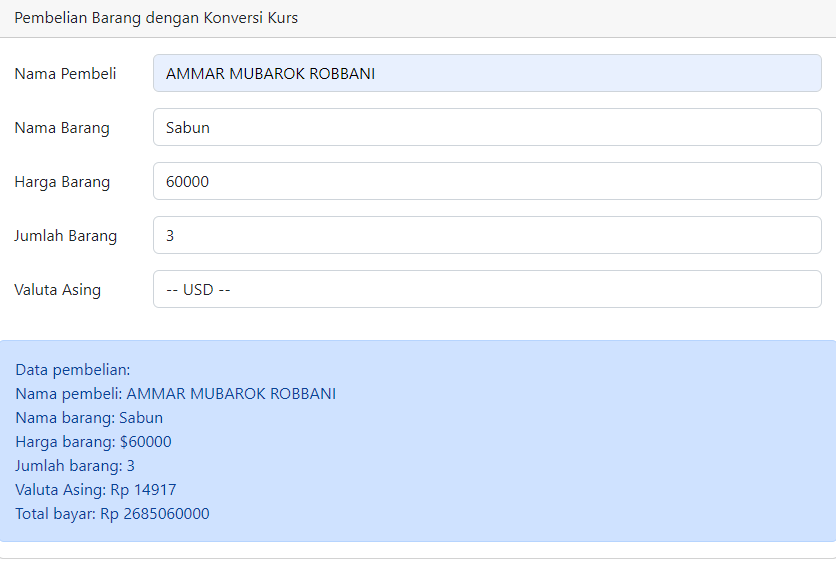 Pembelian Barang dengan Konversi Kurs
Nama Pembeli AMMAR MUBAROK ROBBANI
Nama Barang Sabun
Harga Barang 60000
Jumlah Barang 3
Valuta Asing -- USD --
Data pembelian:
Nama pembeli: AMMAR MUBAROK ROBBANI
Nama barang: Sabun
Harga barang: $60000
Jumlah barang: 3
Valuta Asing: Rp 14917
Total bayar: Rp 2685060000